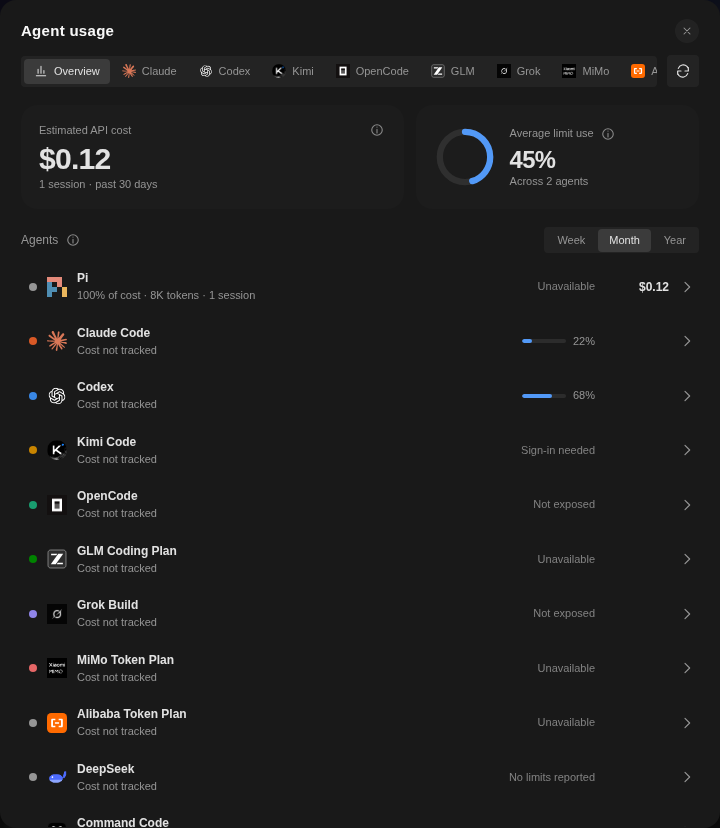 Agent usage
Overview
Claude
Codex
Kimi
OpenCode
GLM
Grok
MiMo
A
Estimated API cost
$0.12
1 session · past 30 days
Average limit use
45%
Across 2 agents
Agents
Week
Month
Year
Pi
100% of cost · 8K tokens · 1 session
Unavailable
$0.12
Claude Code
Cost not tracked
22%
Codex
Cost not tracked
68%
Kimi Code
Cost not tracked
Sign-in needed
OpenCode
Cost not tracked
Not exposed
GLM Coding Plan
Cost not tracked
Unavailable
Grok Build
Cost not tracked
Not exposed
MiMo Token Plan
Cost not tracked
Unavailable
Alibaba Token Plan
Cost not tracked
Unavailable
DeepSeek
Cost not tracked
No limits reported
Command Code